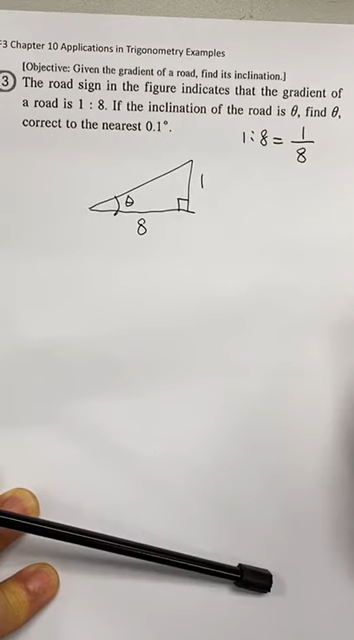 F3 Chapter 10 Applications in Trigonometry Examples
[Objective: Given the gradient of a road, find its inclination.]
3 The road sign in the figure indicates that the gradient of
a road is 1 : 8. If the inclination of the road is θ, find θ,
correct to the nearest 0.1°.
1:8 = 1/8
1
θ
8